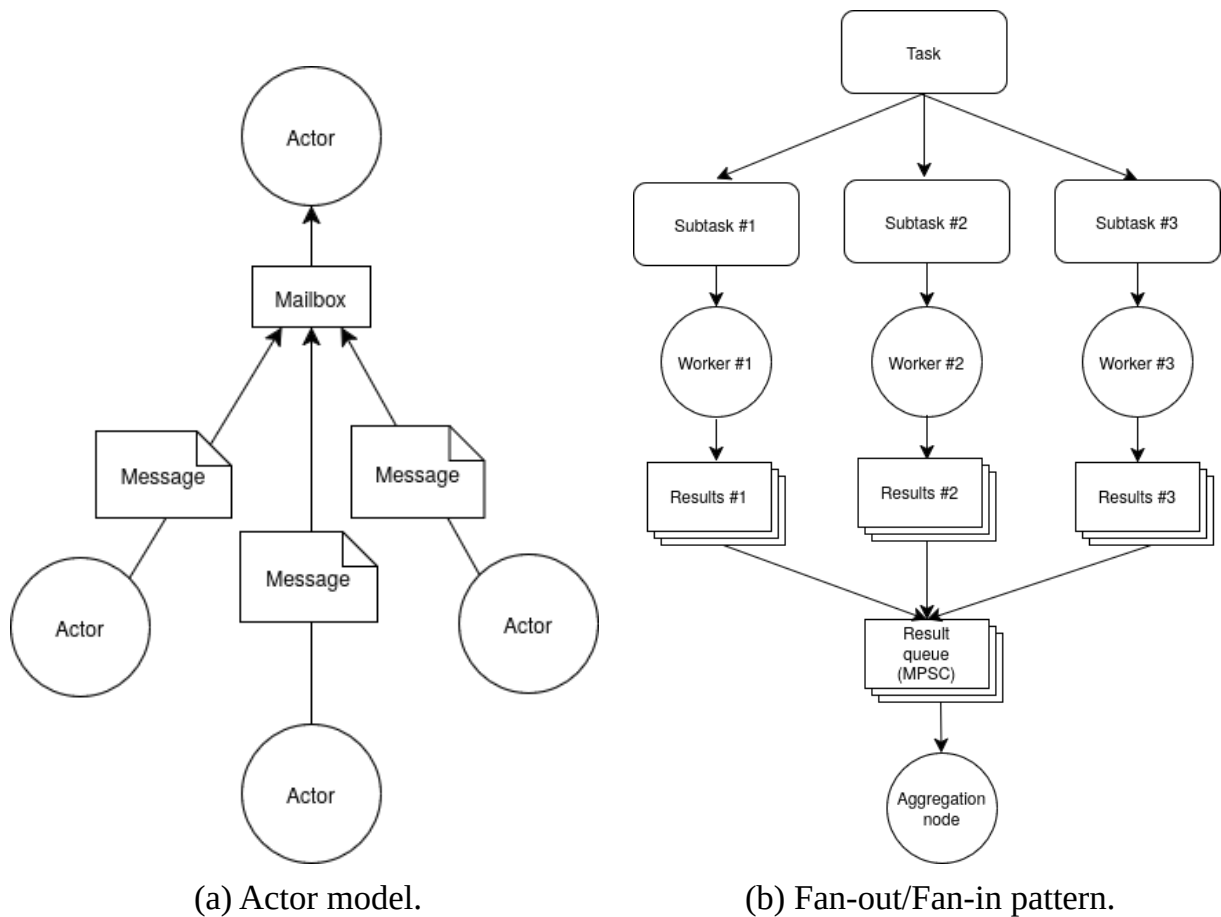 Actor
Mailbox
Message
Message
Message
Actor
Actor
Actor
(a) Actor model.
Task
Subtask #1
Subtask #2
Subtask #3
Worker #1
Worker #2
Worker #3
Results #1
Results #2
Results #3
Result
queue
(MPSC)
Aggregation
node
(b) Fan-out/Fan-in pattern.